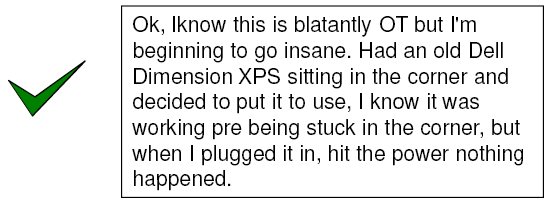 Ok, Iknow this is blatantly OT but I'm
beginning to go insane. Had an old Dell
Dimension XPS sitting in the corner and
decided to put it to use, I know it was
working pre being stuck in the corner, but
when I plugged it in, hit the power nothing
happened.